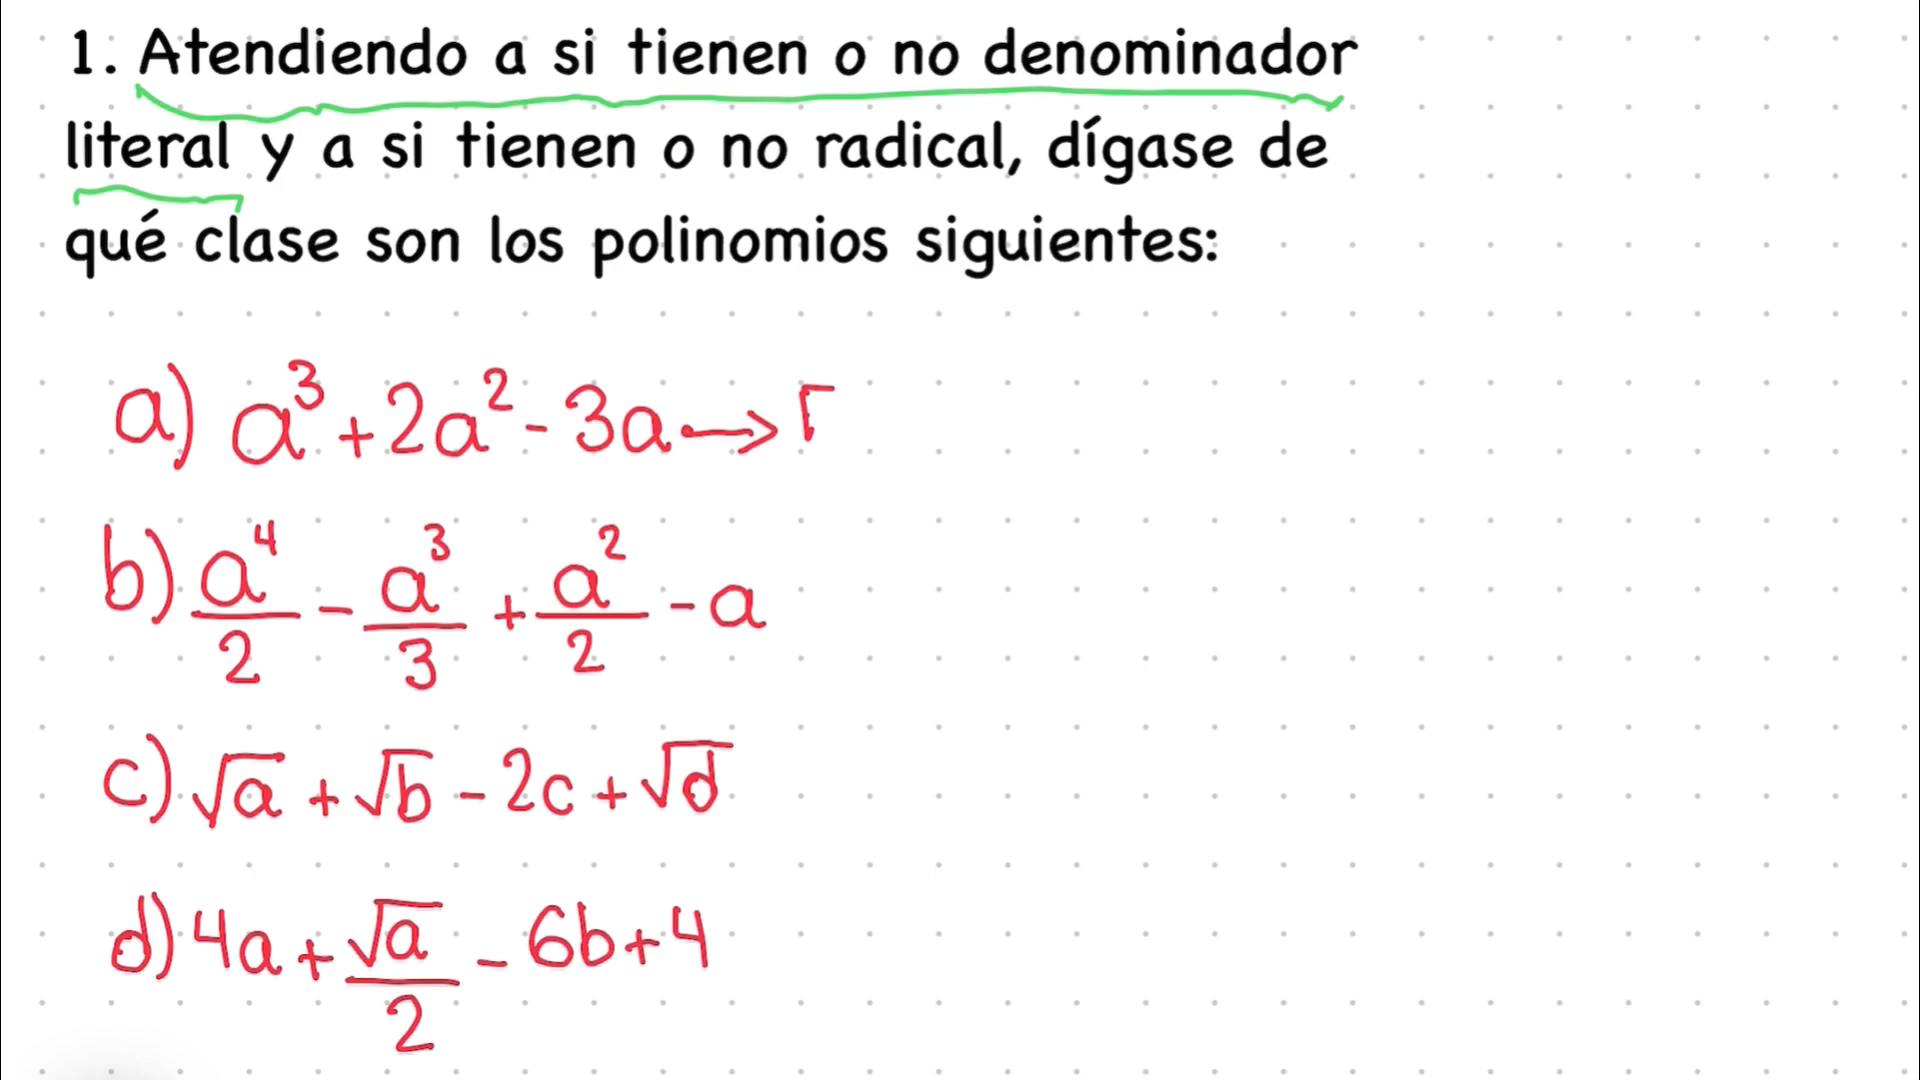 1. Atendiendo a si tienen o no denominador
literal y a si tienen o no radical, dígase de
qué clase son los polinomios siguientes:
a) a³ + 2a² - 3a →
b) a⁴/2 - a³/3 + a²/2 - a
c) √a + √b - 2c + √d
d) 4a + √a/2 - 6b + 4